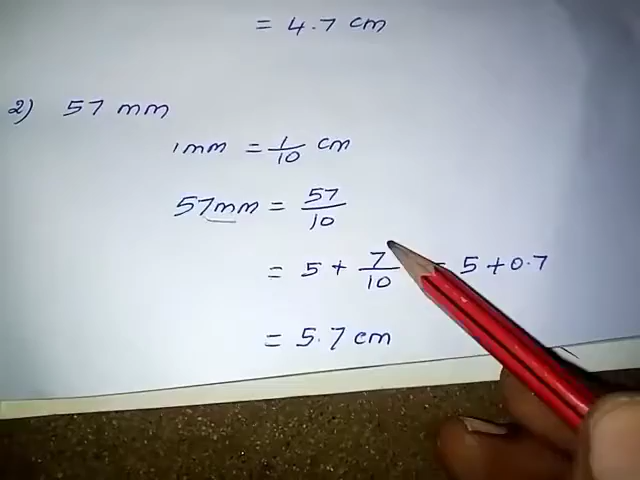 = 4.7 cm
2) 57 mm
1mm = 1/10 cm
57mm = 57/10
= 5 + 7/10 = 5 + 0.7
= 5.7 cm